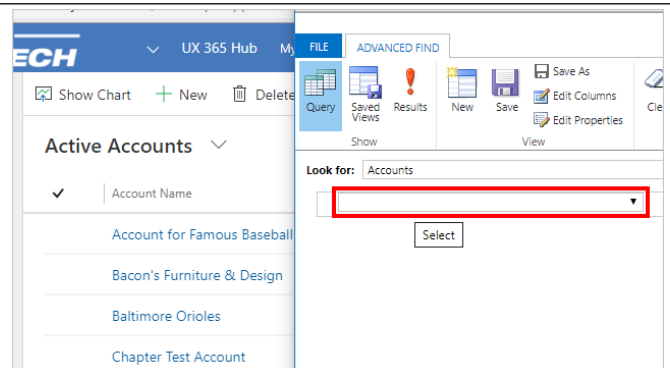 ECH
UX 365 Hub
Show Chart
New
Delete
Active Accounts
Account Name
Account for Famous Baseball
Bacon's Furniture & Design
Baltimore Orioles
Chapter Test Account
FILE
ADVANCED FIND
Query
Saved Views
Results
New
Save
Save As
Edit Columns
Edit Properties
Show
View
Look for: Accounts
Select